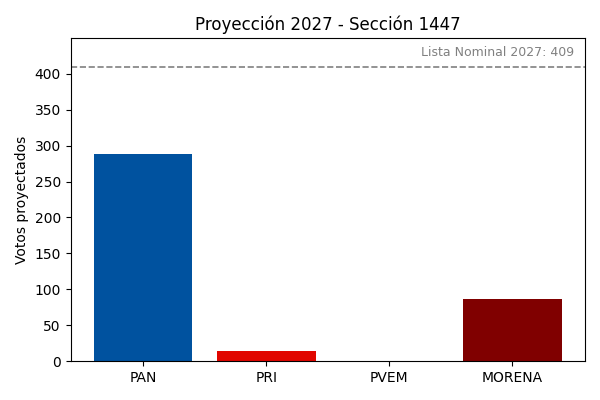 Proyección 2027 - Sección 1447
Lista Nominal 2027: 409
Votos proyectados
400
350
300
250
200
150
100
50
0
PAN
PRI
PVEM
MORENA